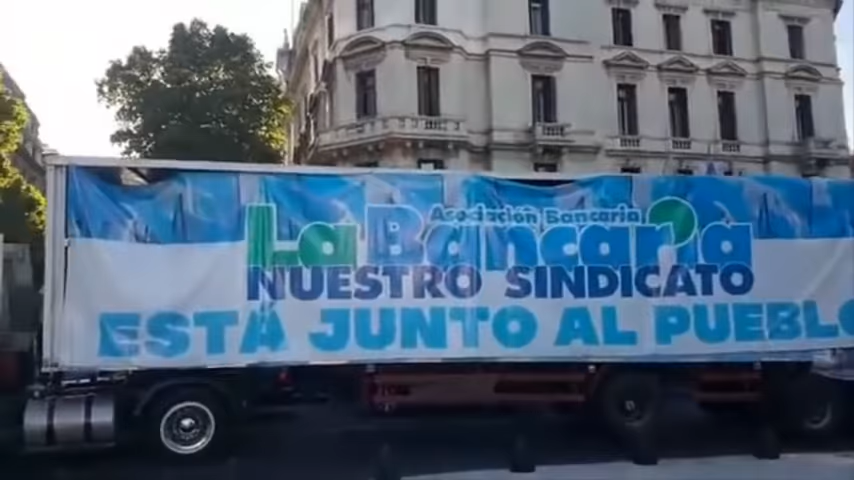 Asociación Bancaria
La Bancaria
NUESTRO SINDICATO
ESTÁ JUNTO AL PUEBLO